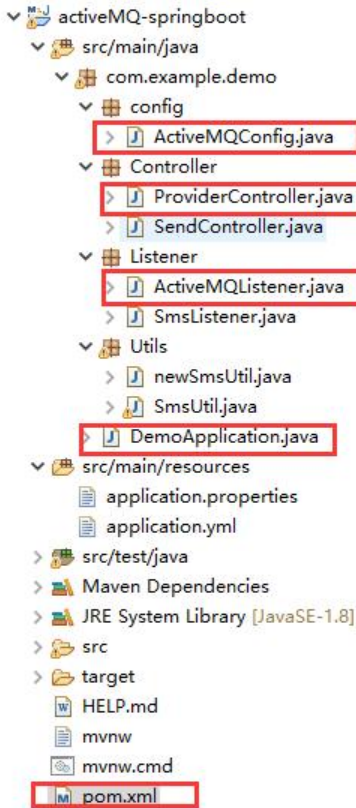 activeMQ-springboot
src/main/java
com.example.demo
config
ActiveMQConfig.java
Controller
ProviderController.java
SendController.java
Listener
ActiveMQListener.java
SmsListener.java
Utils
newSmsUtil.java
SmsUtil.java
DemoApplication.java
src/main/resources
application.properties
application.yml
src/test/java
Maven Dependencies
JRE System Library [JavaSE-1.8]
src
target
HELP.md
mvnw
mvnw.cmd
pom.xml